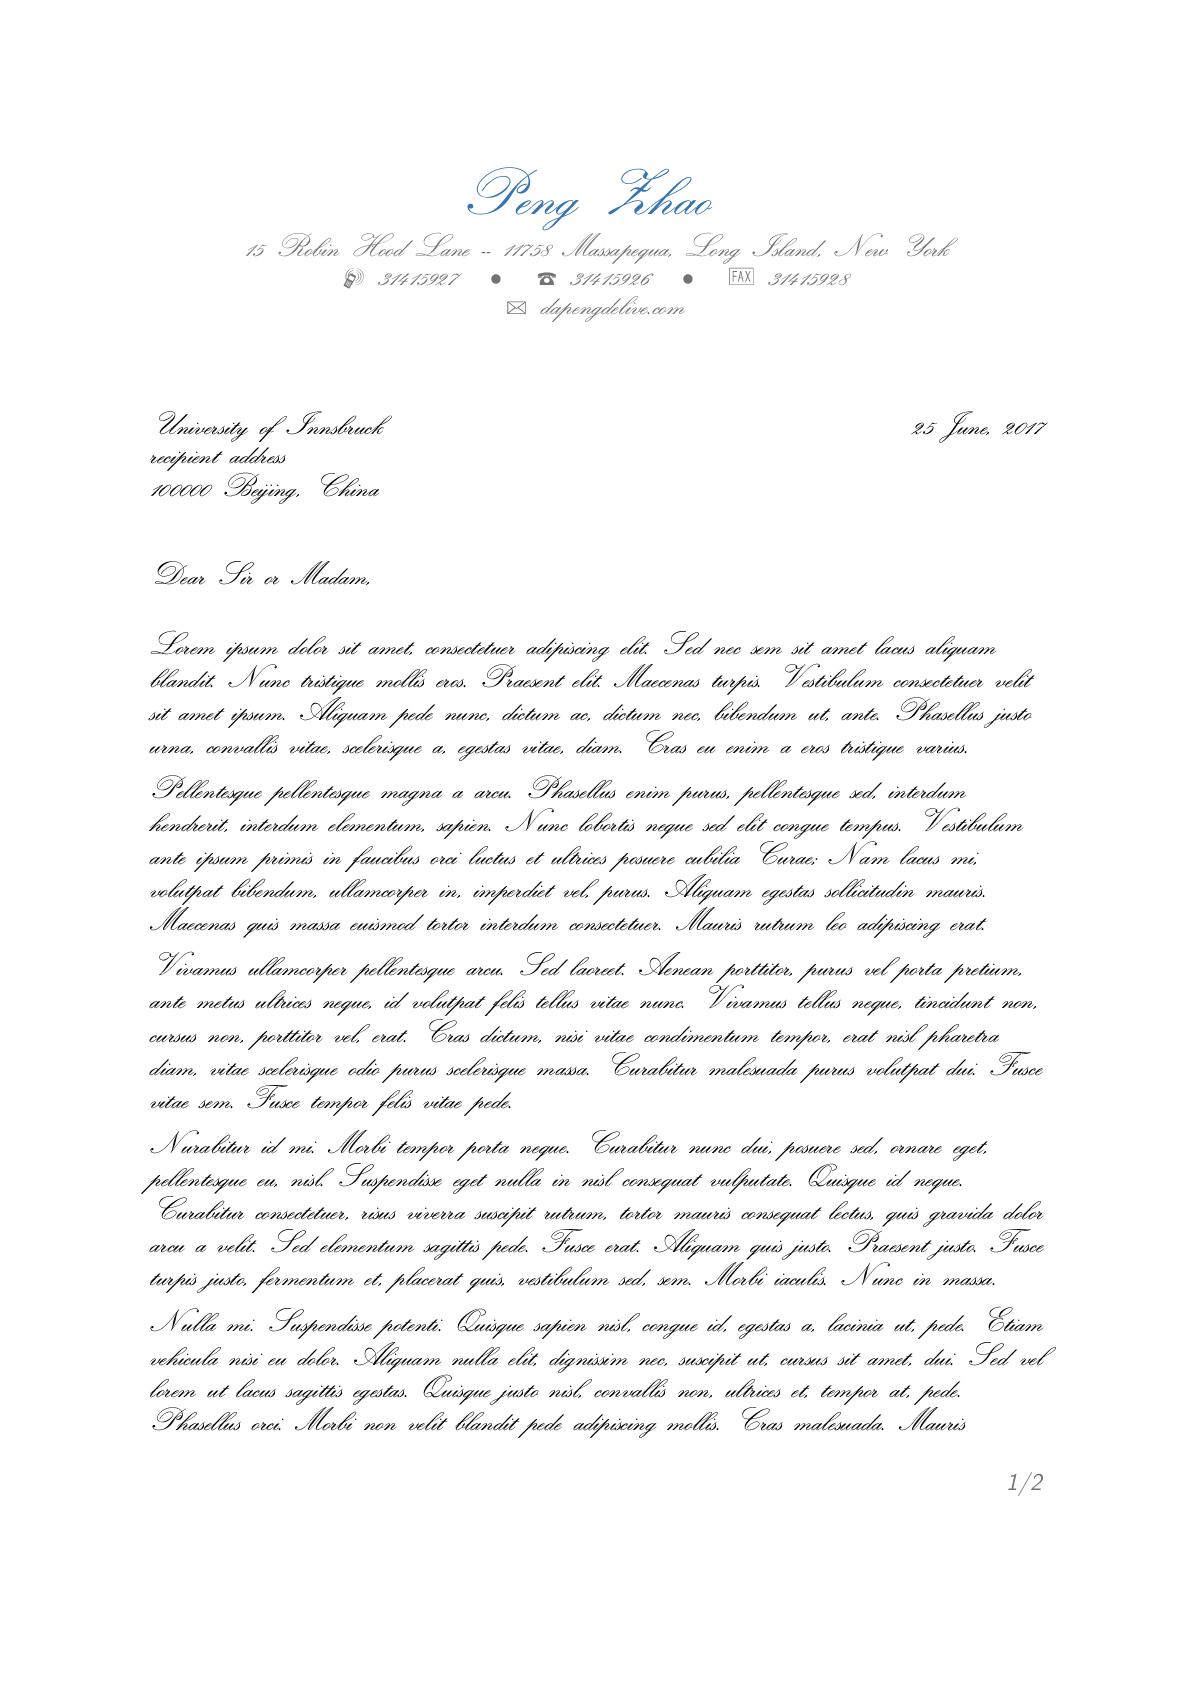 Peng Zhao
15 Robin Hood Lane -- 11758 Massapequa, Long Island, New York
31415927 • 31415926 • FAX 31415928
dapengdelive.com
University of Innsbruck
25 June, 2017
recipient address
100000 Beijing, China
Dear Sir or Madam,
Lorem ipsum dolor sit amet, consectetuer adipiscing elit. Sed nec sem sit amet lacus aliquam
blandit. Nunc tristique mollis eros. Praesent elit. Maecenas turpis. Vestibulum consectetuer velit
sit amet ipsum. Aliquam pede nunc, dictum ac, dictum nec, bibendum ut, ante. Phasellus justo
urna, convallis vitae, scelerisque a, egestas vitae, diam. Cras eu enim a eros tristique varius.
Pellentesque pellentesque magna a arcu. Phasellus enim purus, pellentesque sed, interdum
hendrerit, interdum elementum, sapien. Nunc lobortis neque sed elit congue tempus. Vestibulum
ante ipsum primis in faucibus orci luctus et ultrices posuere cubilia Curae; Nam lacus mi,
volutpat bibendum, ullamcorper in, imperdiet vel, purus. Aliquam egestas sollicitudin mauris.
Maecenas quis massa euismod tortor interdum consectetuer. Mauris rutrum leo adipiscing erat.
Vivamus ullamcorper pellentesque arcu. Sed laoreet. Aenean porttitor, purus vel porta pretium,
ante metus ultrices neque, id volutpat felis tellus vitae nunc. Vivamus tellus neque, tincidunt non,
cursus non, porttitor vel, erat. Cras dictum, nisi vitae condimentum tempor, erat nisl pharetra
diam, vitae scelerisque odio purus scelerisque massa. Curabitur malesuada purus volutpat dui. Fusce
vitae sem. Fusce tempor felis vitae pede.
Nurabitur id mi. Morbi tempor porta neque. Curabitur nunc dui, posuere sed, ornare eget,
pellentesque eu, nisl. Suspendisse eget nulla in nisl consequat vulputate. Quisque id neque.
Curabitur consectetuer, risus viverra suscipit rutrum, tortor mauris consequat lectus, quis gravida dolor
arcu a velit. Sed elementum sagittis pede. Fusce erat. Aliquam quis justo. Praesent justo. Fusce
turpis justo, fermentum et, placerat quis, vestibulum sed, sem. Morbi iaculis. Nunc in massa.
Nulla mi. Suspendisse potenti. Quisque sapien nisl, congue id, egestas a, lacinia ut, pede. Etiam
vehicula nisi eu dolor. Aliquam nulla elit, dignissim nec, suscipit ut, cursus sit amet, dui. Sed vel
lorem ut lacus sagittis egestas. Quisque justo nisl, convallis non, ultrices et, tempor at, pede.
Phasellus orci. Morbi non velit blandit pede adipiscing mollis. Cras malesuada. Mauris
1/2